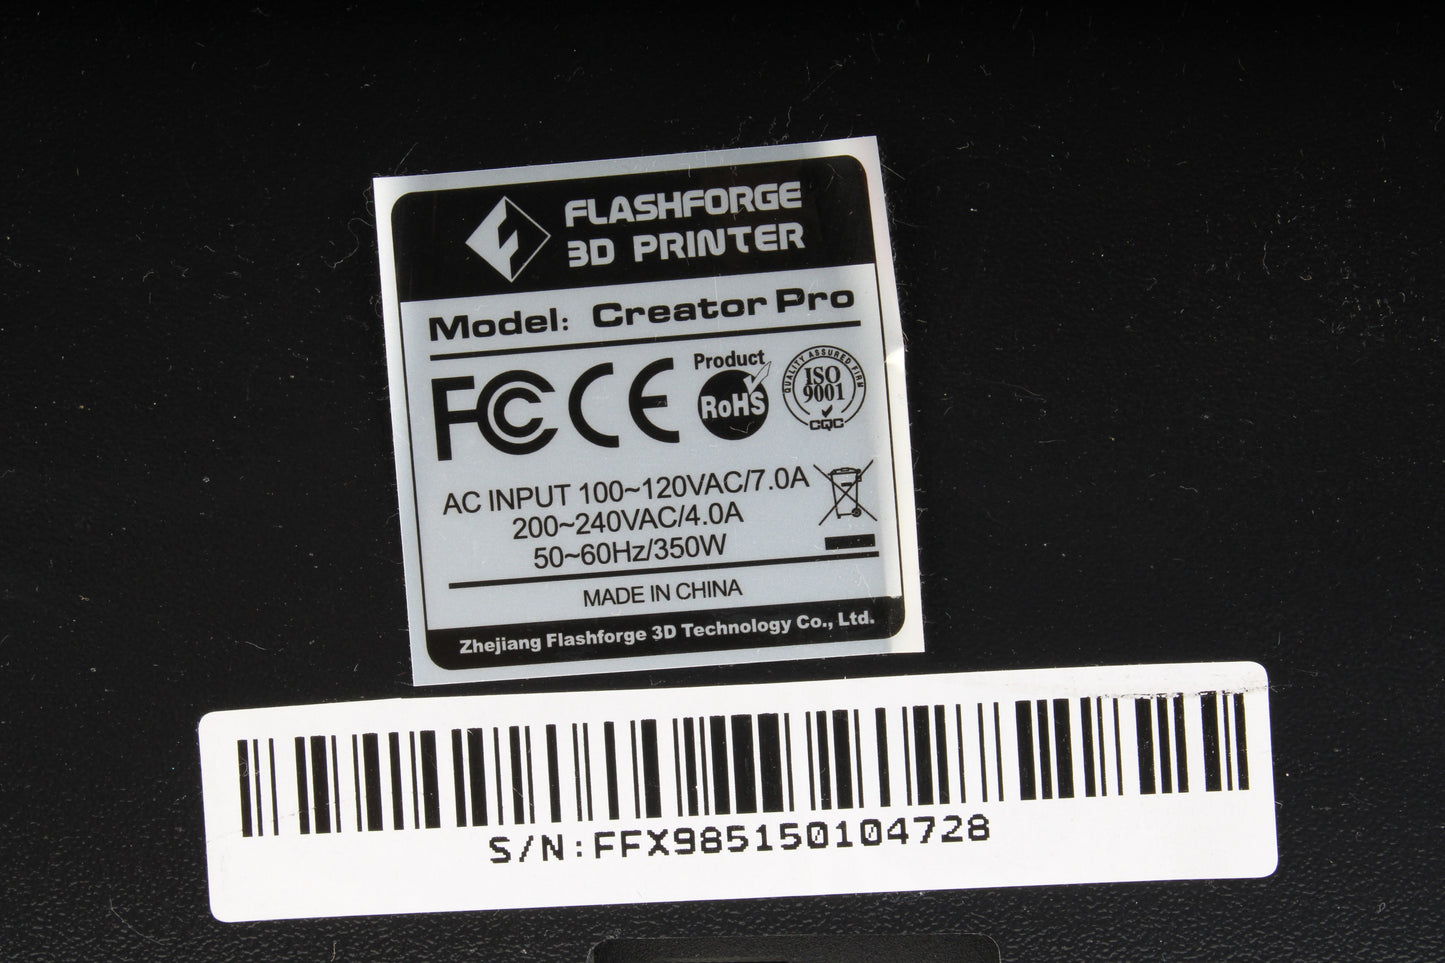 FLASHFORGE
3D PRINTER
Model: Creator Pro
FC CE
Product
RoHS
QUALITY ASSURED FIRM
ISO
9001
CQC
AC INPUT 100~120VAC/7.0A
200~240VAC/4.0A
50~60Hz/350W
MADE IN CHINA
Zhejiang Flashforge 3D Technology Co., Ltd.
S/N:FFX985150104728